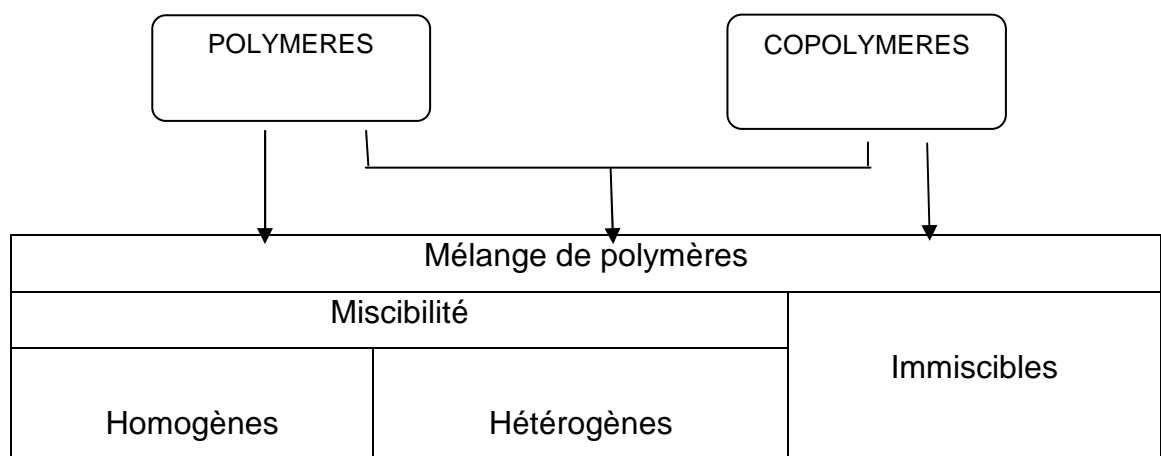 POLYMERES
COPOLYMERES
Mélange de polymères
Miscibilité
Immiscibles
Homogènes
Hétérogènes